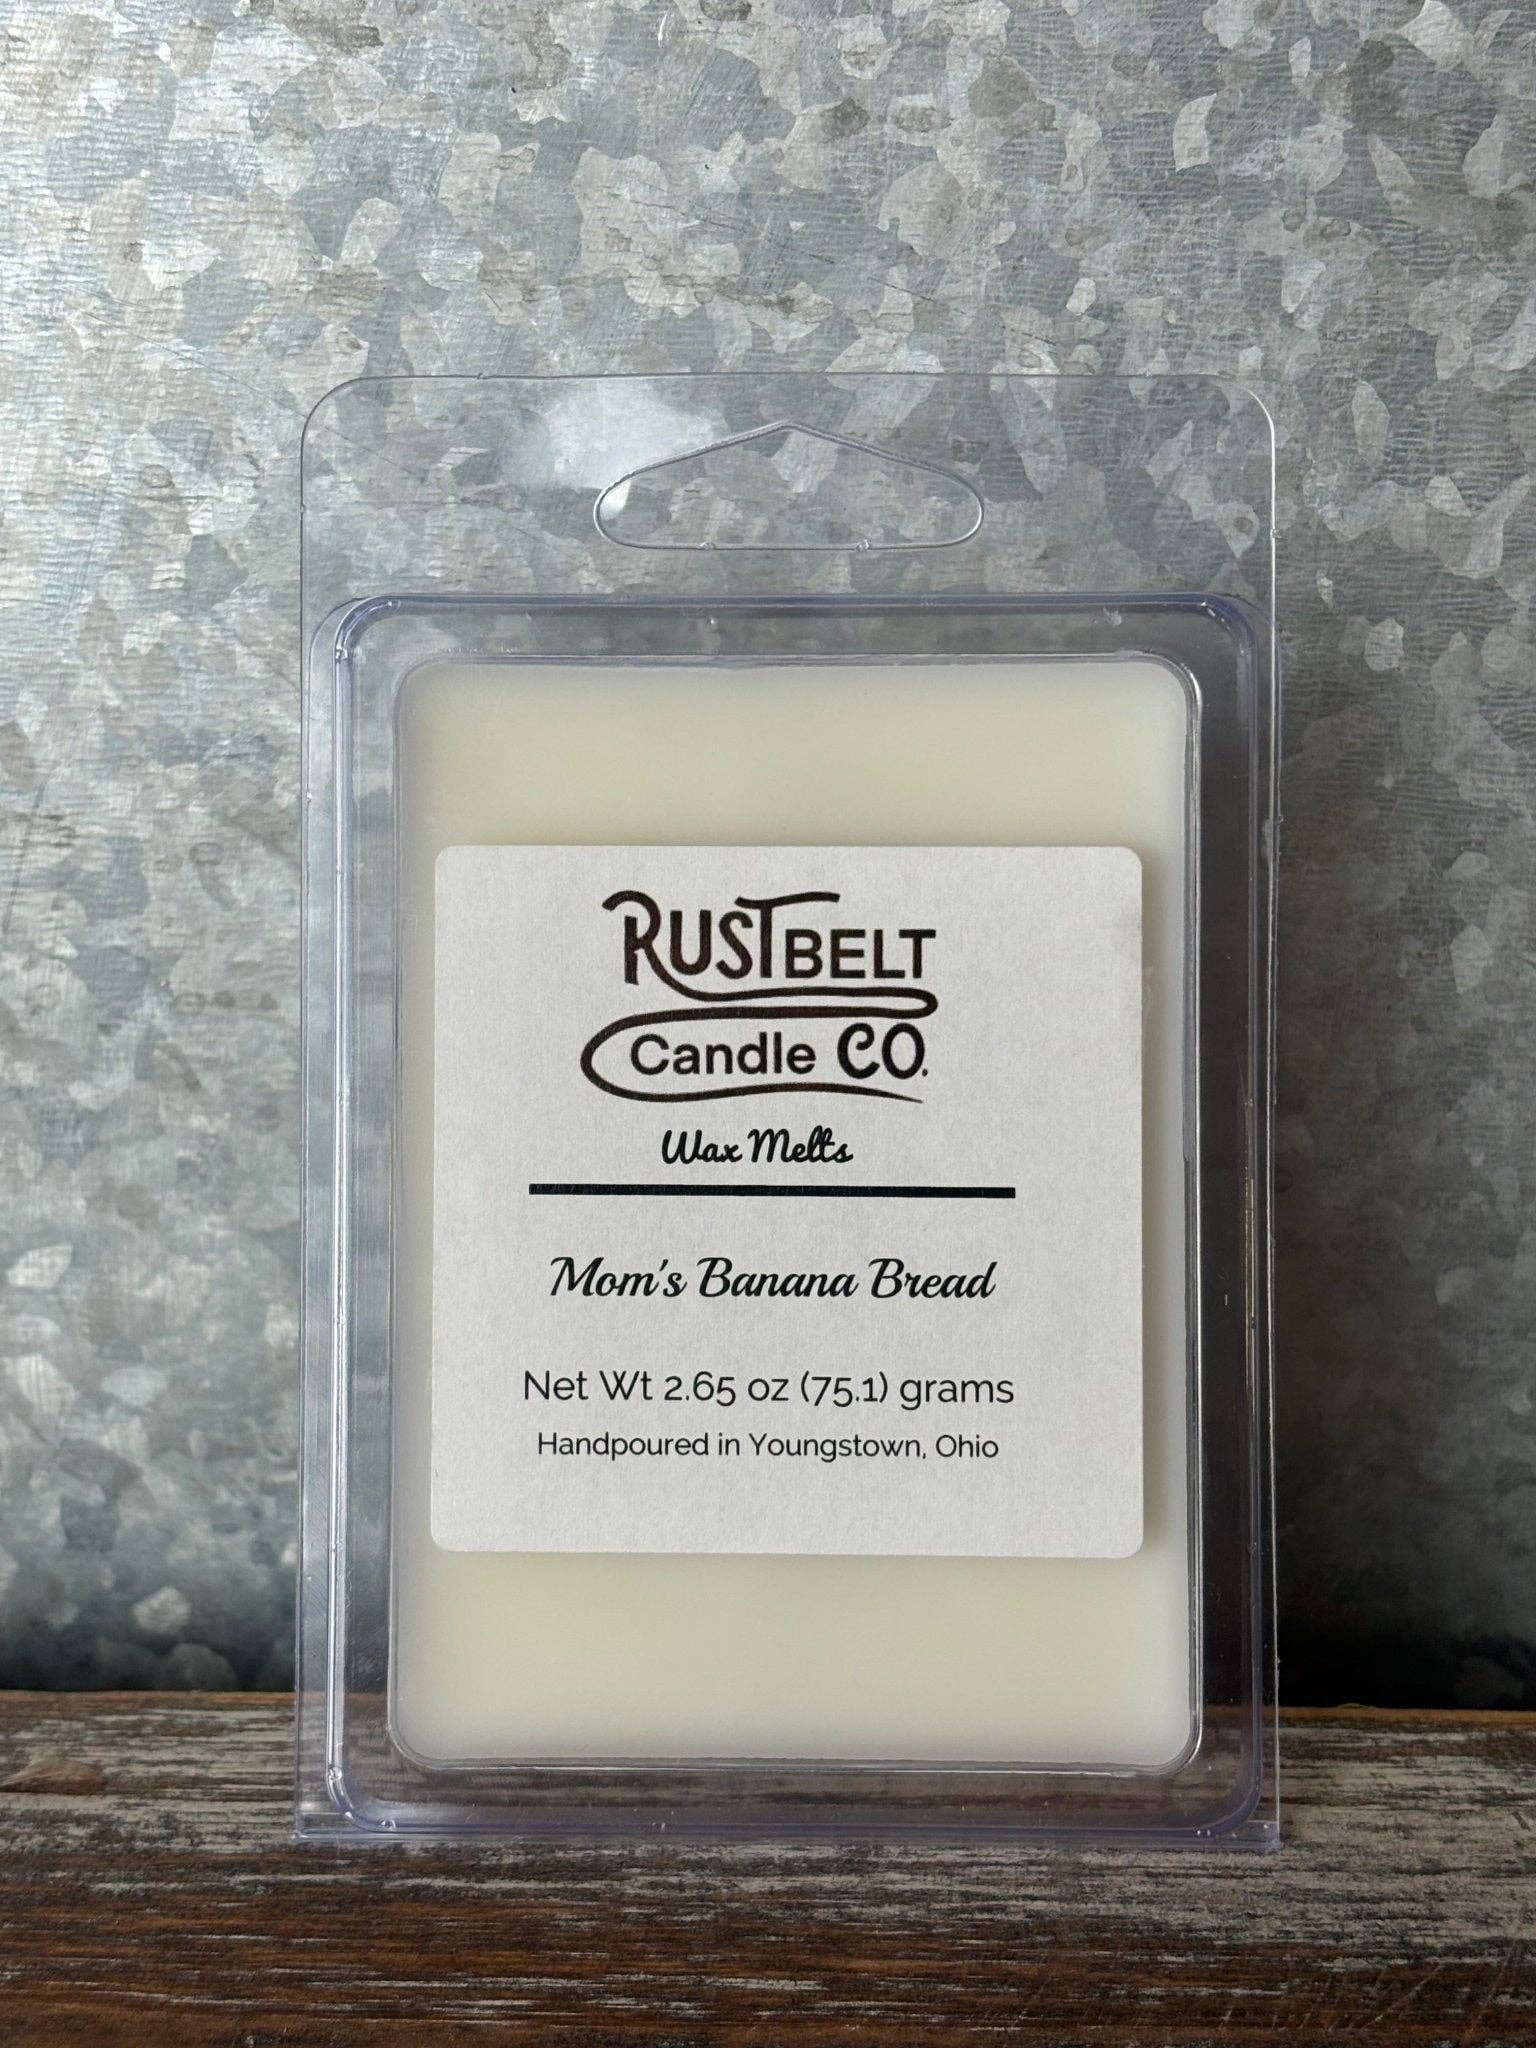 RUSTBELT
Candle CO.
Wax Melts
Mom's Banana Bread
Net Wt 2.65 oz (75.1) grams
Handpoured in Youngstown, Ohio